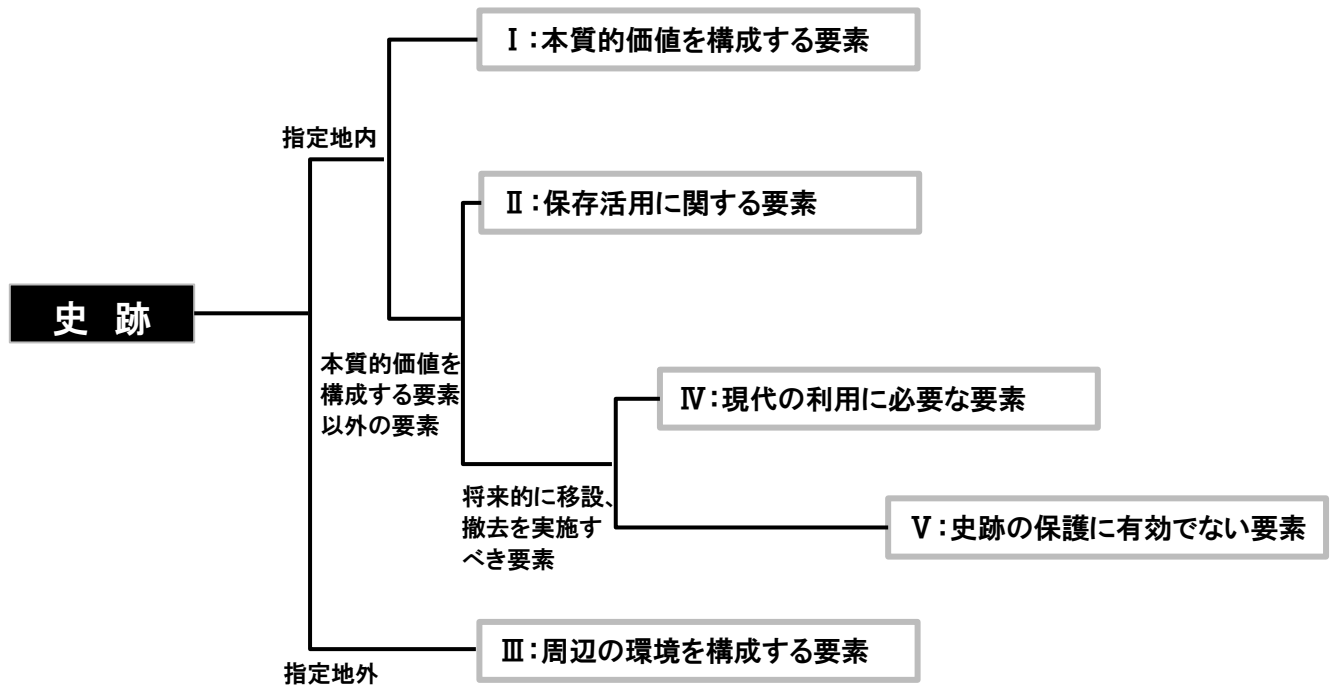 Ⅰ:本質的価値を構成する要素
指定地内
Ⅱ:保存活用に関する要素
史 跡
本質的価値を
構成する要素
以外の要素
Ⅳ:現代の利用に必要な要素
将来的に移設、
撤去を実施す
べき要素
Ⅴ:史跡の保護に有効でない要素
Ⅲ:周辺の環境を構成する要素
指定地外